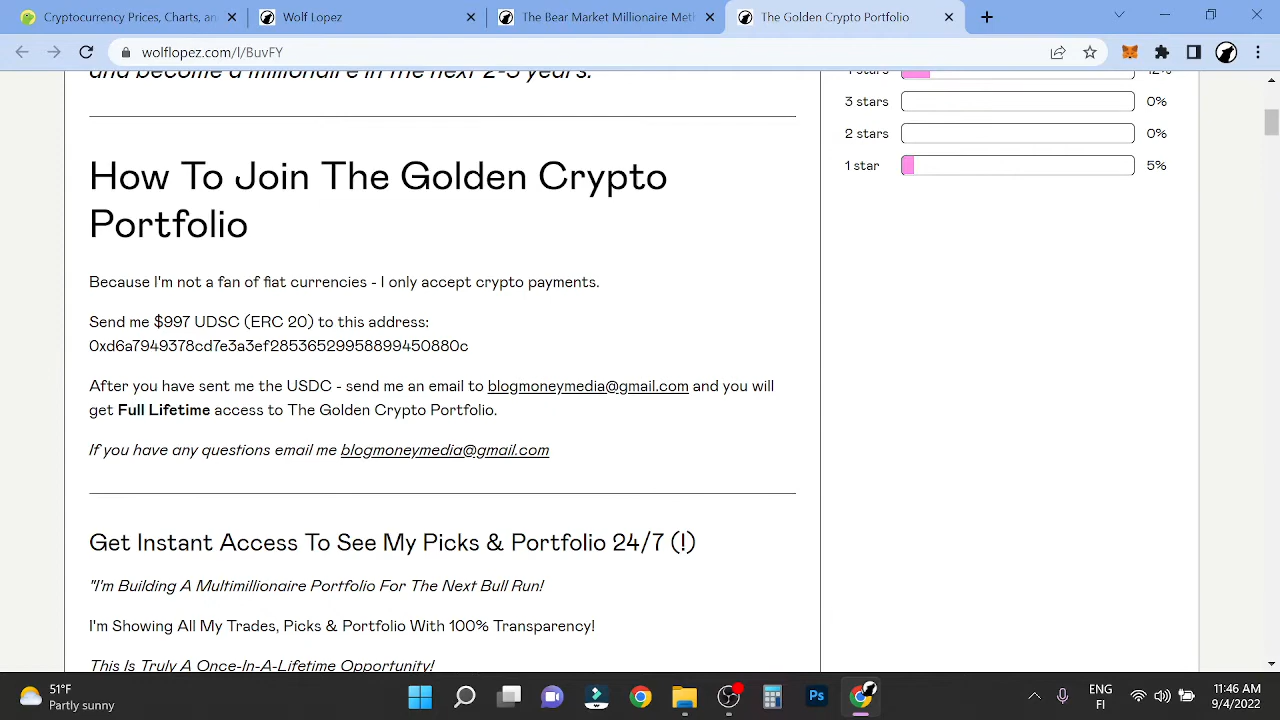 Cryptocurrency Prices, Charts, an
Wolf Lopez
The Bear Market Millionaire Met
The Golden Crypto Portfolio
wolflopez.com/l/BuvFY
and become a millionaire in the next 2-5 years.
4 stars 12%
3 stars 0%
2 stars 0%
1 star 5%
How To Join The Golden Crypto
Portfolio
Because I'm not a fan of fiat currencies - I only accept crypto payments.
Send me $997 UDSC (ERC 20) to this address:
0xd6a7949378cd7e3a3ef28536529958899450880c
After you have sent me the USDC - send me an email to blogmoneymedia@gmail.com and you will
get Full Lifetime access to The Golden Crypto Portfolio.
If you have any questions email me blogmoneymedia@gmail.com
Get Instant Access To See My Picks & Portfolio 24/7 (!)
"I'm Building A Multimillionaire Portfolio For The Next Bull Run!
I'm Showing All My Trades, Picks & Portfolio With 100% Transparency!
This Is Truly A Once-In-A-Lifetime Opportunity!
51°F
Partly sunny
Ps
ENG
FI
11:46 AM
9/4/2022